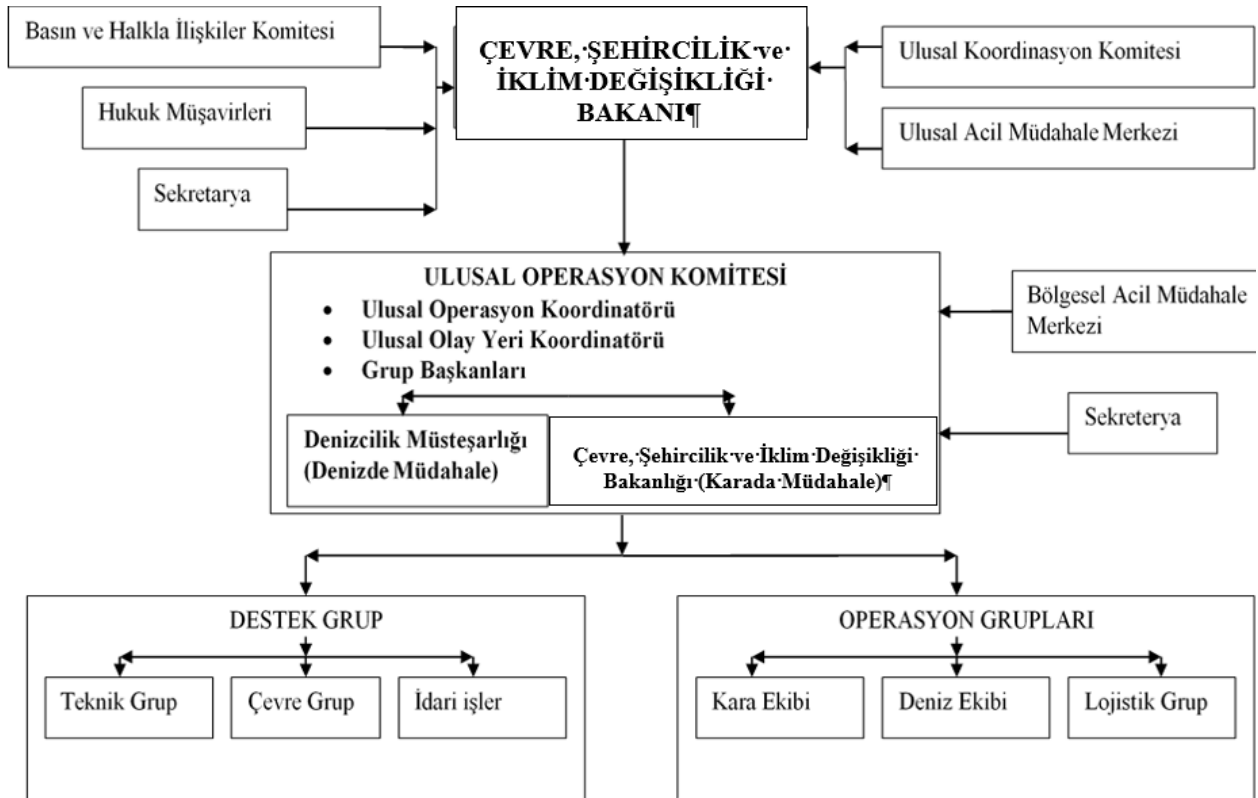 Basın ve Halkla İlişkiler Komitesi
Hukuk Müşavirleri
Sekretarya
ÇEVRE,·ŞEHİRCİLİK·ve·
İKLİM·DEĞİŞİKLİĞİ·
BAKANI¶
Ulusal Koordinasyon Komitesi
Ulusal Acil Müdahale Merkezi
ULUSAL OPERASYON KOMİTESİ
• Ulusal Operasyon Koordinatörü
• Ulusal Olay Yeri Koordinatörü
• Grup Başkanları
Denizcilik Müsteşarlığı
(Denizde Müdahale)
Çevre,·Şehircilik·ve·İklim·Değişikliği·
Bakanlığı·(Karada·Müdahale)¶
Bölgesel Acil Müdahale
Merkezi
Sekreterya
DESTEK GRUP
Teknik Grup
Çevre Grup
İdari işler
OPERASYON GRUPLARI
Kara Ekibi
Deniz Ekibi
Lojistik Grup